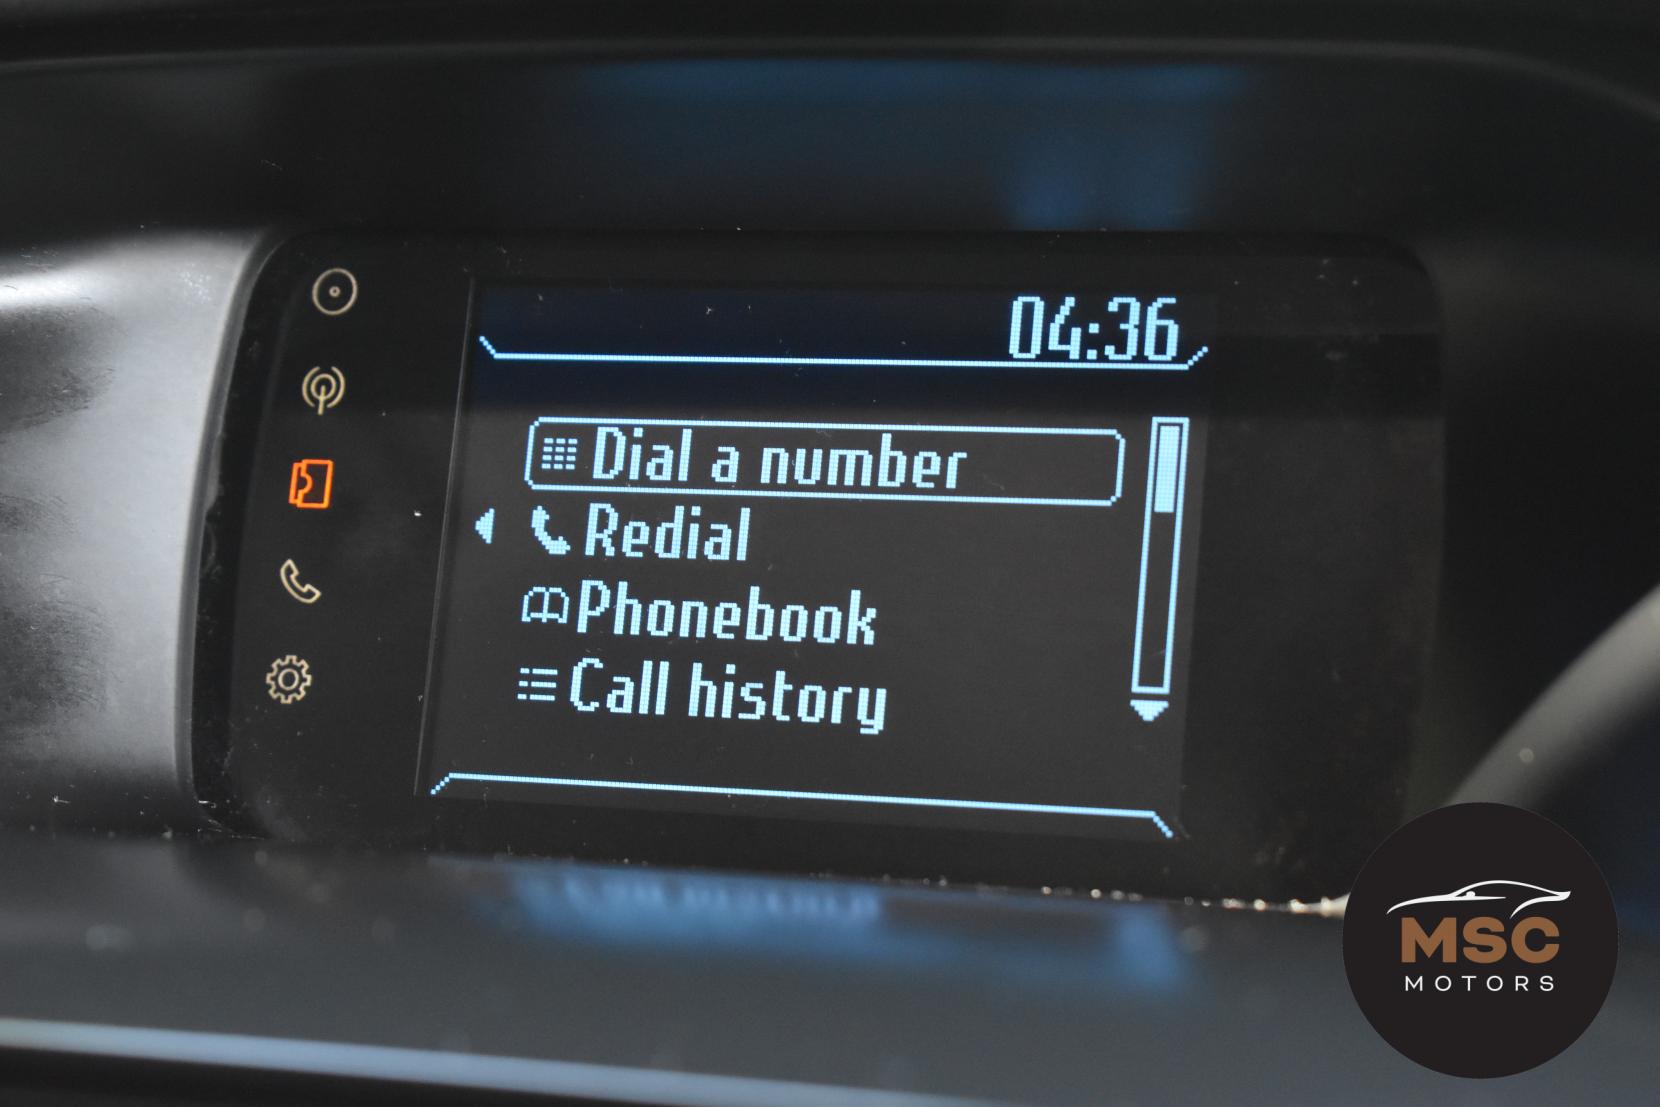 04:36
Dial a number
Redial
Phonebook
Call history
MSC
MOTORS